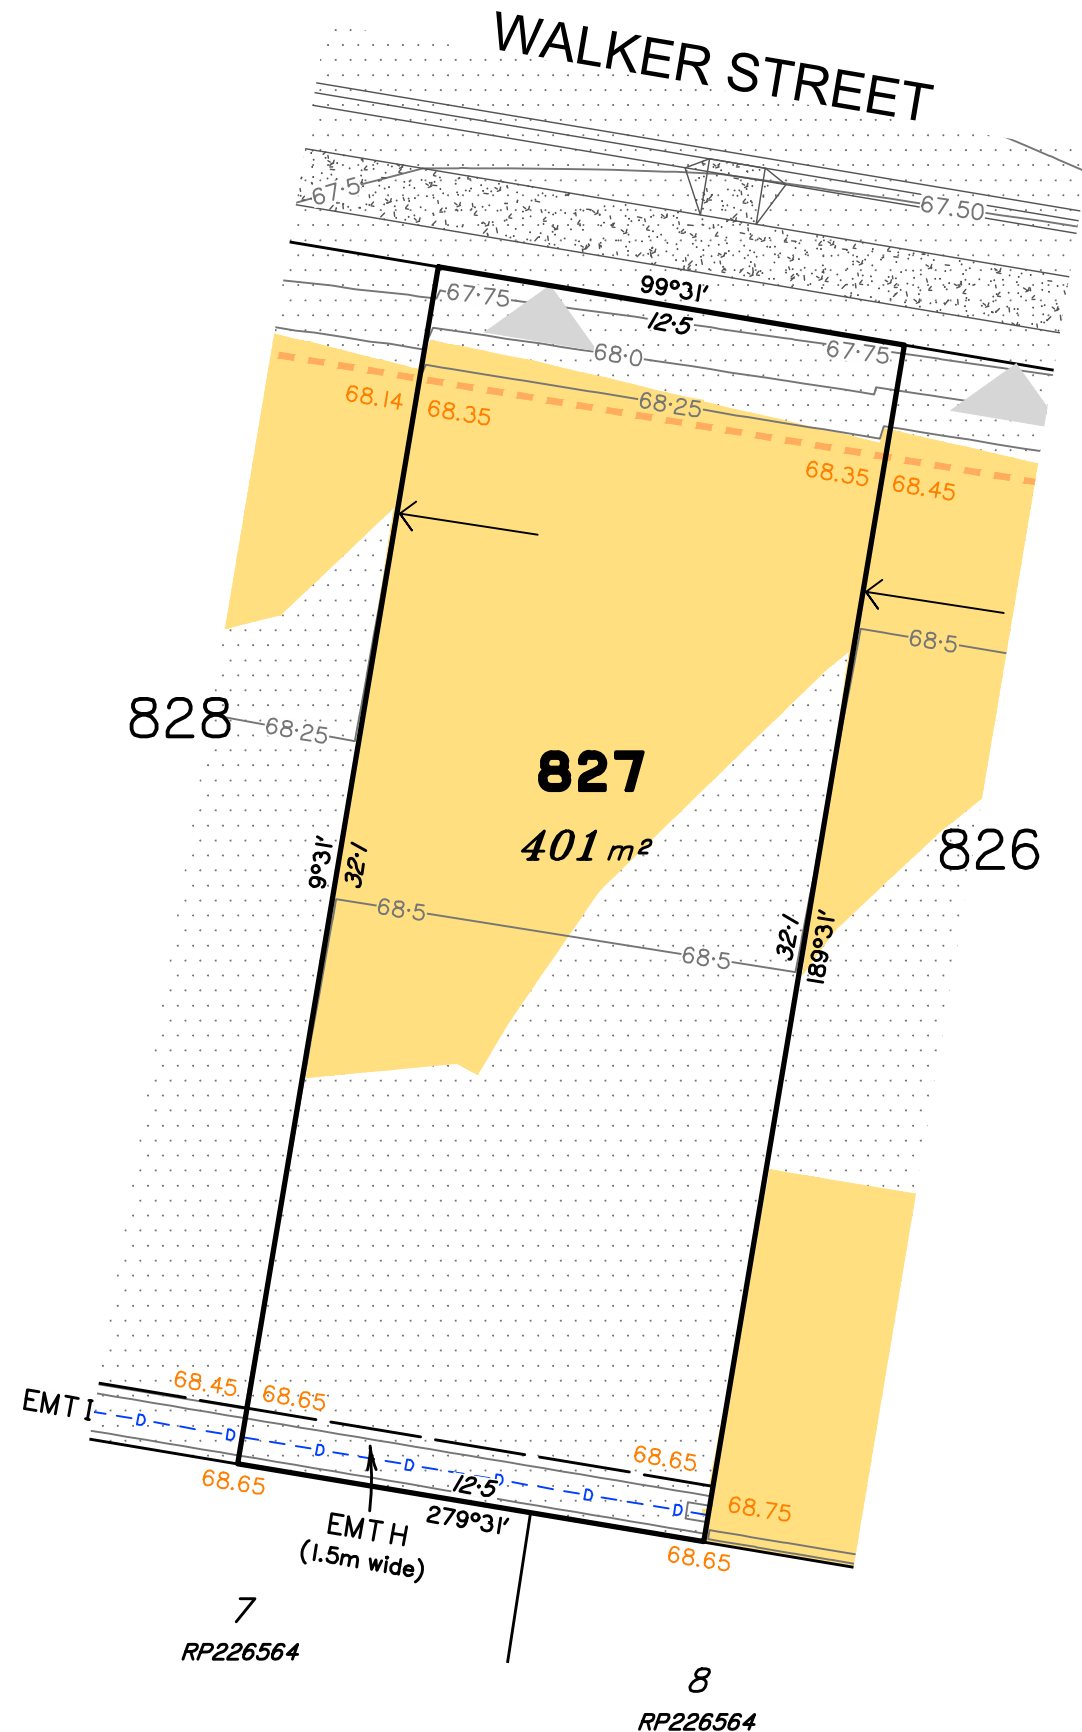 WALKER STREET
67·5
67.50
99°31'
12·5
67·75
68·0
67·75
68·25
68.14
68.35
68.35
68.45
68·5
828
68·25
827
401 m²
826
9°31'
32·1
68·5
68·5
32·1
189°31'
68.45
68.65
EMT I
D
D
D
D
D
D
D
68.65
68.65
12·5
279°31'
68.75
68.65
EMT H
(1.5m wide)
7
RP226564
8
RP226564